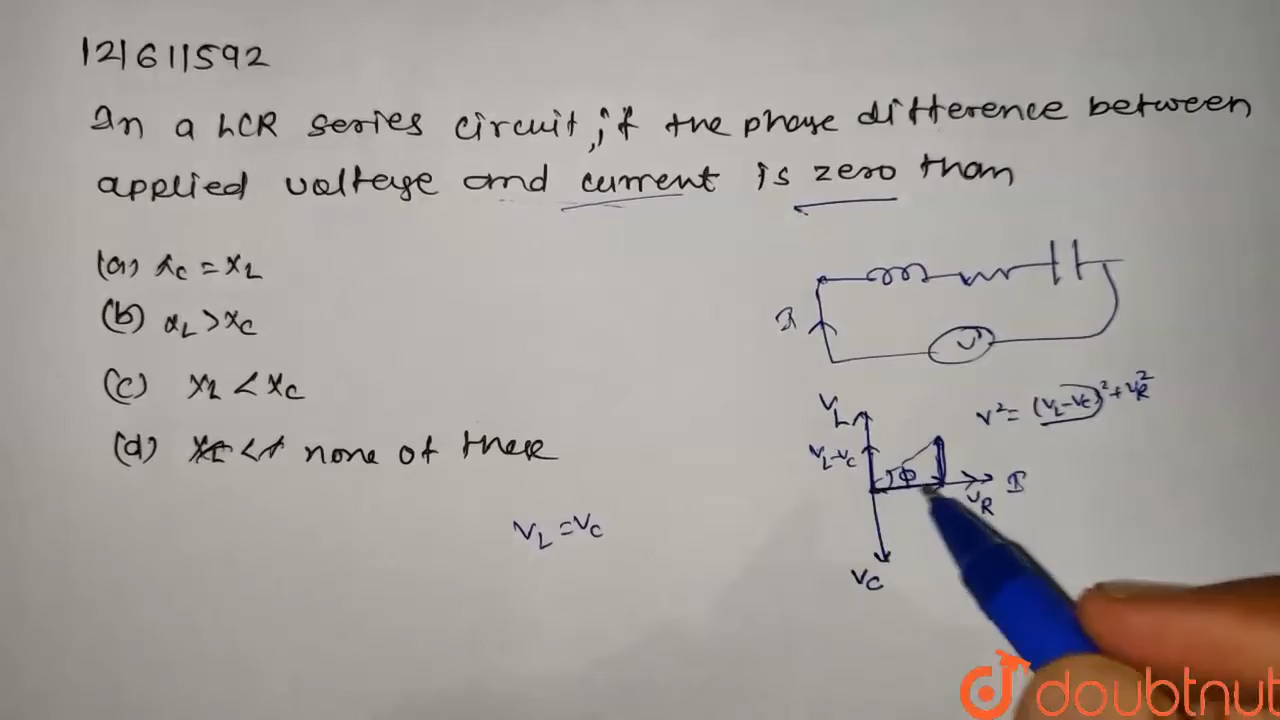 121611592
In a LCR series circuit, if the phase difference between
applied voltage and current is zero than
(a) Xc = XL
(b) XL > Xc
(c) XL < Xc
(d) none of these
I
V
VL
V² = (VL-Vc)² + VR²
VL-Vc
Φ
I
VR
VL = Vc
Vc
doubtnut